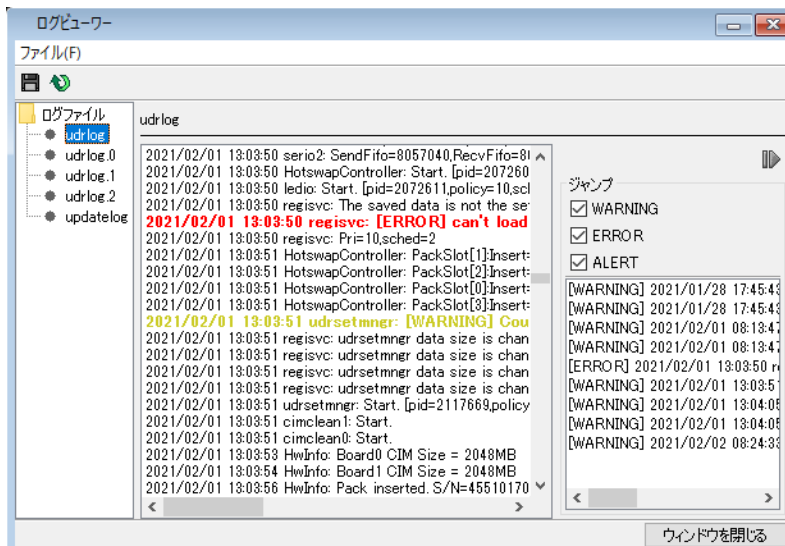 ログビューワー
ファイル(F)
ログファイル
udrlog
udrlog.0
udrlog.1
udrlog.2
updatelog
udrlog
2021/02/01 13:03:50 serio2: SendFifo=8057040,RecvFifo=8
2021/02/01 13:03:50 HotswapController: Start. [pid=207260
2021/02/01 13:03:50 ledio: Start. [pid=2072611,policy=10,scl
2021/02/01 13:03:50 regisvc: The saved data is not the se
2021/02/01 13:03:50 regisvc: [ERROR] can't load
2021/02/01 13:03:50 regisvc: Pri=10,sched=2
2021/02/01 13:03:51 HotswapController: PackSlot[1]:Insert=
2021/02/01 13:03:51 HotswapController: PackSlot[2]:Insert=
2021/02/01 13:03:51 HotswapController: PackSlot[0]:Insert=
2021/02/01 13:03:51 HotswapController: PackSlot[3]:Insert=
2021/02/01 13:03:51 udrsetmngr: [WARNING] Cou
2021/02/01 13:03:51 regisvc: udrsetmngr data size is chan
2021/02/01 13:03:51 regisvc: udrsetmngr data size is chan
2021/02/01 13:03:51 regisvc: udrsetmngr data size is chan
2021/02/01 13:03:51 regisvc: udrsetmngr data size is chan
2021/02/01 13:03:51 udrsetmngr: Start. [pid=2117669,policy
2021/02/01 13:03:51 cimclean1: Start.
2021/02/01 13:03:51 cimclean0: Start.
2021/02/01 13:03:53 HwInfo: Board0 CIM Size = 2048MB
2021/02/01 13:03:54 HwInfo: Board1 CIM Size = 2048MB
2021/02/01 13:03:56 HwInfo: Pack inserted. S/N=45510170
ジャンプ
WARNING
ERROR
ALERT
[WARNING] 2021/01/28 17:45:43
[WARNING] 2021/01/28 17:45:43
[WARNING] 2021/02/01 08:13:47
[WARNING] 2021/02/01 08:13:47
[ERROR] 2021/02/01 13:03:50 r
[WARNING] 2021/02/01 13:03:51
[WARNING] 2021/02/01 13:04:05
[WARNING] 2021/02/01 13:04:05
[WARNING] 2021/02/02 08:24:33
ウィンドウを閉じる